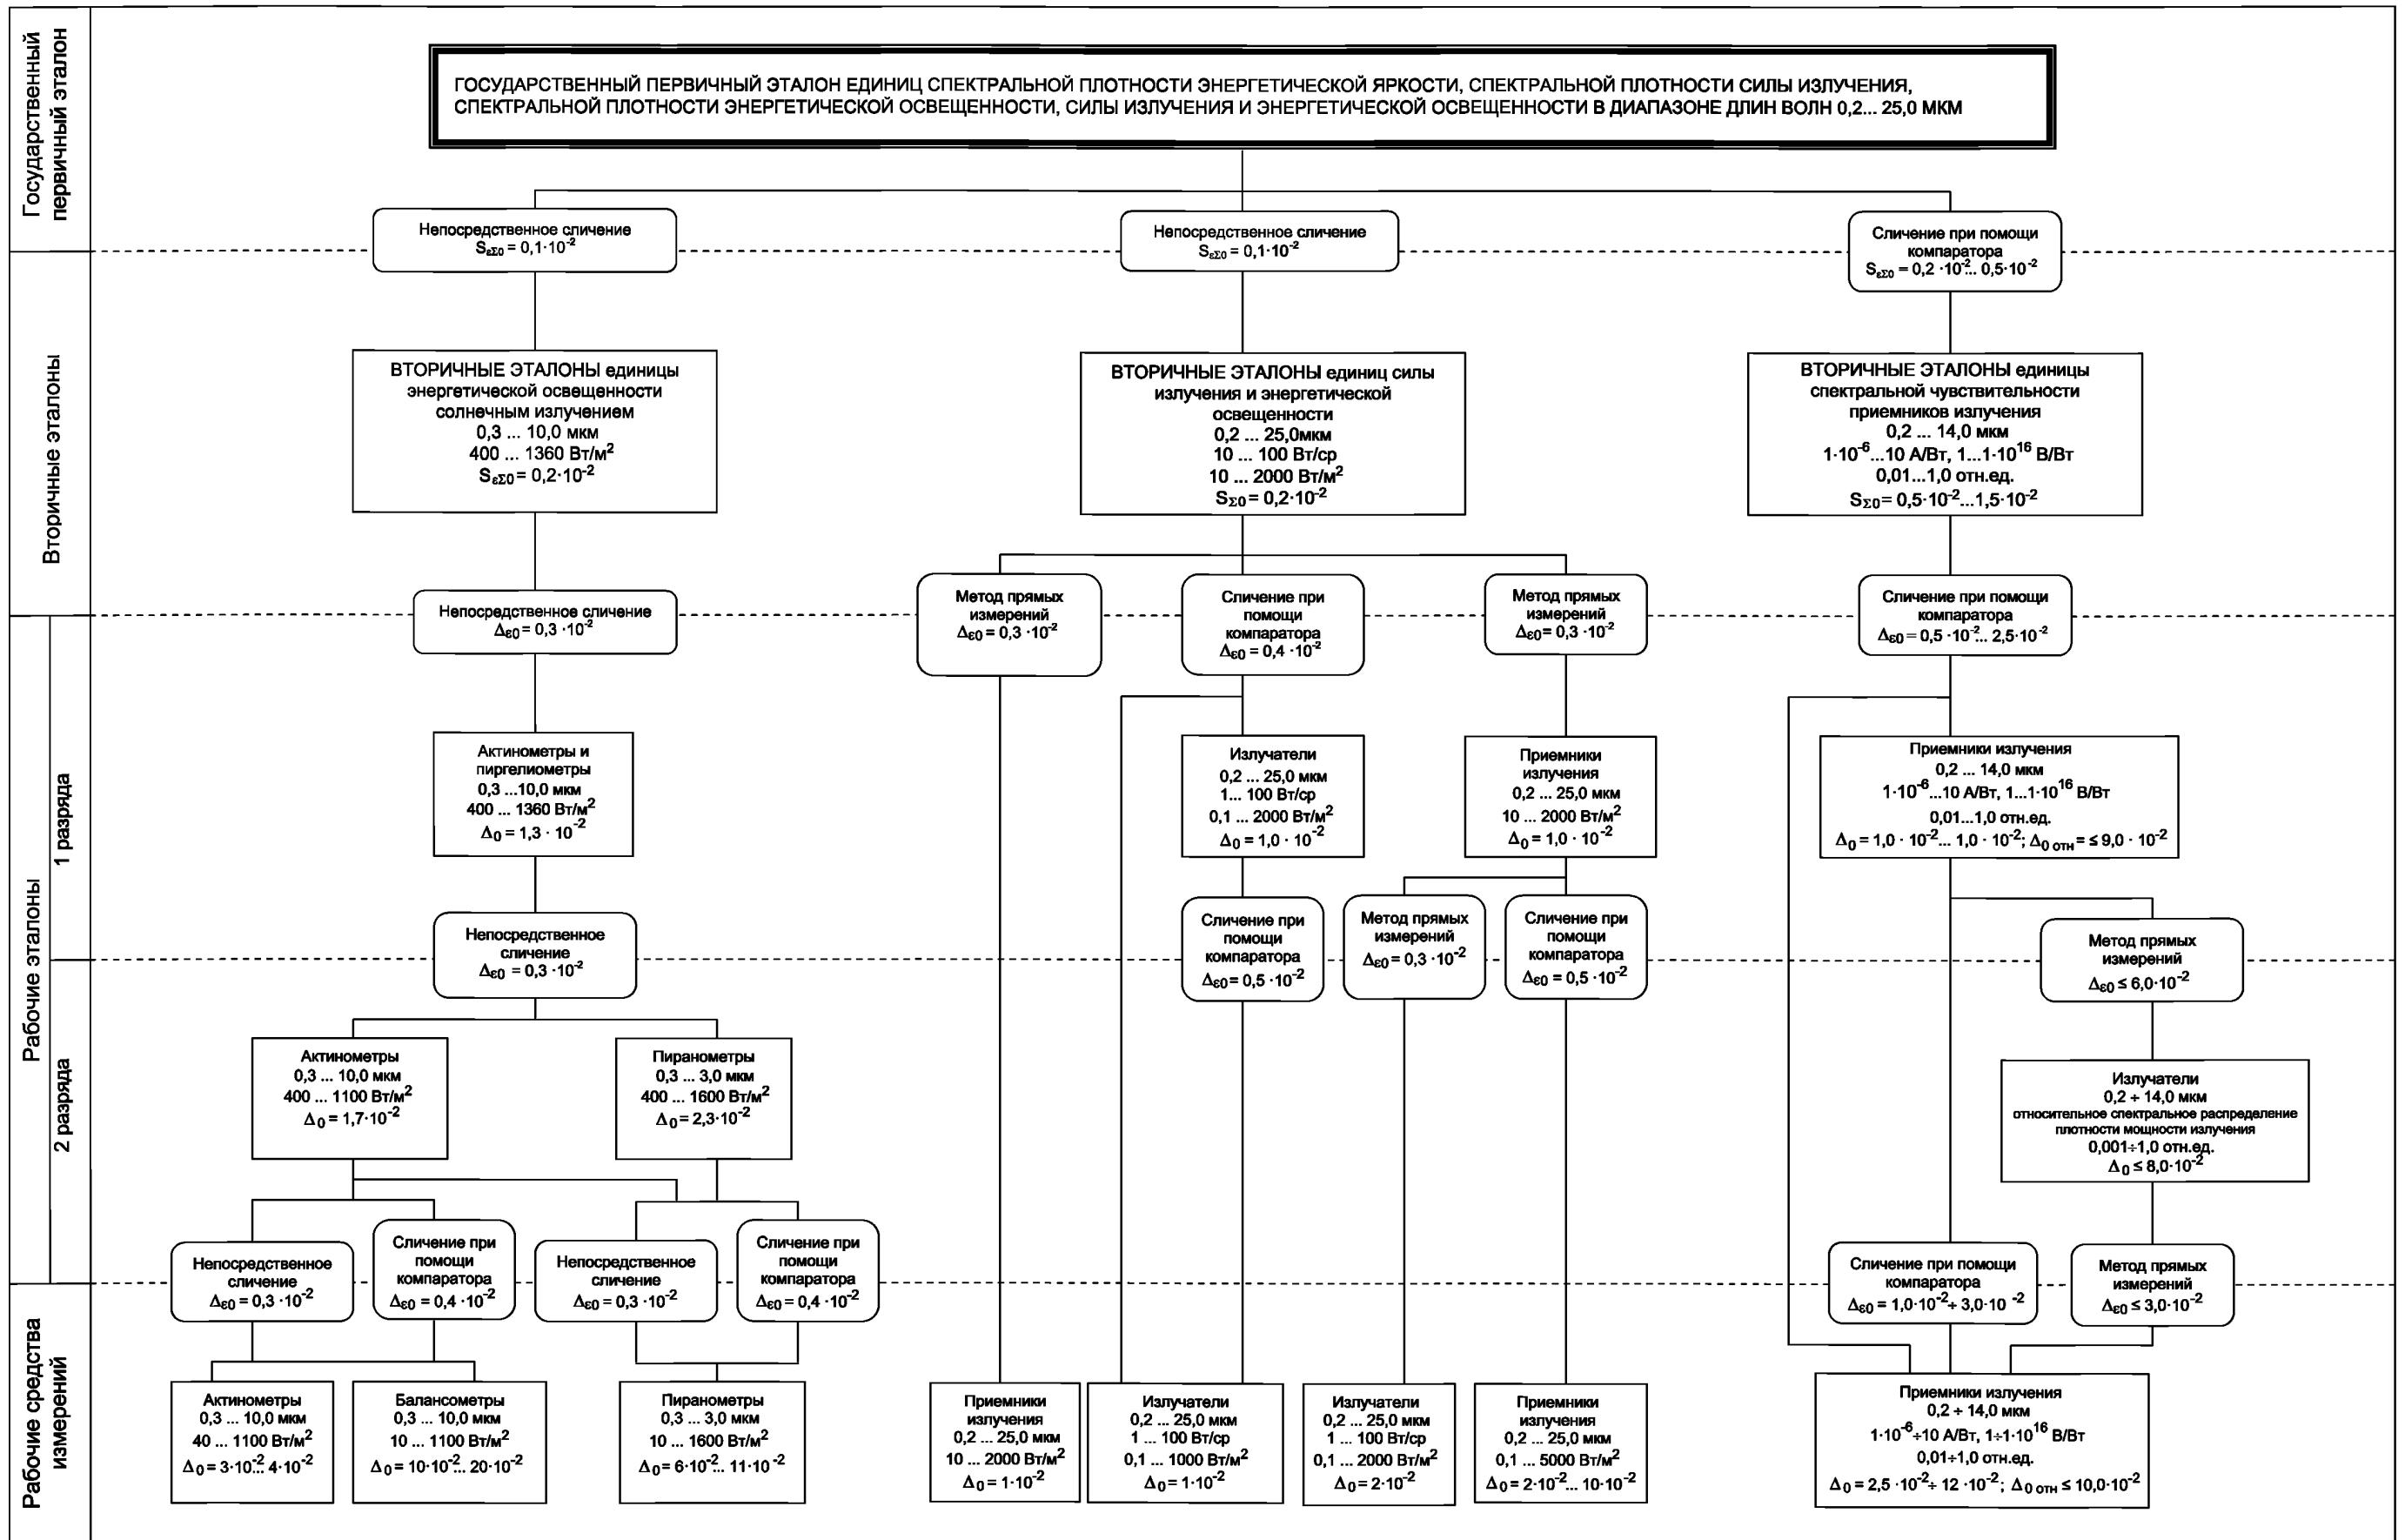 Государственный
первичный эталон
ГОСУДАРСТВЕННЫЙ ПЕРВИЧНЫЙ ЭТАЛОН ЕДИНИЦ СПЕКТРАЛЬНОЙ ПЛОТНОСТИ ЭНЕРГЕТИЧЕСКОЙ ЯРКОСТИ, СПЕКТРАЛЬНОЙ ПЛОТНОСТИ СИЛЫ ИЗЛУЧЕНИЯ,
СПЕКТРАЛЬНОЙ ПЛОТНОСТИ ЭНЕРГЕТИЧЕСКОЙ ОСВЕЩЕННОСТИ, СИЛЫ ИЗЛУЧЕНИЯ И ЭНЕРГЕТИЧЕСКОЙ ОСВЕЩЕННОСТИ В ДИАПАЗОНЕ ДЛИН ВОЛН 0,2... 25,0 МКМ
Непосредственное сличение
S_εΣ0 = 0,1·10⁻²
Непосредственное сличение
S_εΣ0 = 0,1·10⁻²
Сличение при помощи
компаратора
S_εΣ0 = 0,2 ·10⁻²... 0,5·10⁻²
Вторичные эталоны
ВТОРИЧНЫЕ ЭТАЛОНЫ единицы
энергетической освещенности
солнечным излучением
0,3 ... 10,0 мкм
400 ... 1360 Вт/м²
S_εΣ0 = 0,2·10⁻²
ВТОРИЧНЫЕ ЭТАЛОНЫ единиц силы
излучения и энергетической
освещенности
0,2 ... 25,0мкм
10 ... 100 Вт/ср
10 ... 2000 Вт/м²
S_Σ0 = 0,2·10⁻²
ВТОРИЧНЫЕ ЭТАЛОНЫ единицы
спектральной чувствительности
приемников излучения
0,2 ... 14,0 мкм
1·10⁻⁶...10 А/Вт, 1...1·10¹⁶ В/Вт
0,01...1,0 отн.ед.
S_Σ0 = 0,5·10⁻²...1,5·10⁻²
Непосредственное сличение
Δ_ε0 = 0,3 ·10⁻²
Метод прямых
измерений
Δ_ε0 = 0,3 ·10⁻²
Сличение при
помощи
компаратора
Δ_ε0 = 0,4 ·10⁻²
Метод прямых
измерений
Δ_ε0 = 0,3 ·10⁻²
Сличение при помощи
компаратора
Δ_ε0 = 0,5 ·10⁻²... 2,5·10⁻²
Рабочие эталоны
1 разряда
Актинометры и
пиргелиометры
0,3 ...10,0 мкм
400 ... 1360 Вт/м²
Δ₀ = 1,3 · 10⁻²
Излучатели
0,2 ... 25,0 мкм
1... 100 Вт/ср
0,1 ... 2000 Вт/м²
Δ₀ = 1,0 · 10⁻²
Приемники
излучения
0,2 ... 25,0 мкм
10 ... 2000 Вт/м²
Δ₀ = 1,0 · 10⁻²
Приемники излучения
0,2 ... 14,0 мкм
1·10⁻⁶...10 А/Вт, 1...1·10¹⁶ В/Вт
0,01...1,0 отн.ед.
Δ₀ = 1,0 · 10⁻²... 1,0 · 10⁻²; Δ₀ отн = ≤ 9,0 · 10⁻²
Непосредственное
сличение
Δ_ε0 = 0,3 ·10⁻²
Сличение при
помощи
компаратора
Δ_ε0 = 0,5 ·10⁻²
Метод прямых
измерений
Δ_ε0 = 0,3 ·10⁻²
Сличение при
помощи
компаратора
Δ_ε0 = 0,5 ·10⁻²
Метод прямых
измерений
Δ_ε0 ≤ 6,0·10⁻²
2 разряда
Актинометры
0,3 ... 10,0 мкм
400 ... 1100 Вт/м²
Δ₀ = 1,7·10⁻²
Пиранометры
0,3 ... 3,0 мкм
400 ... 1600 Вт/м²
Δ₀ = 2,3·10⁻²
Излучатели
0,2 ÷ 14,0 мкм
относительное спектральное распределение
плотности мощности излучения
0,001÷1,0 отн.ед.
Δ₀ ≤ 8,0·10⁻²
Непосредственное
сличение
Δ_ε0 = 0,3 ·10⁻²
Сличение при
помощи
компаратора
Δ_ε0 = 0,4 ·10⁻²
Непосредственное
сличение
Δ_ε0 = 0,3 ·10⁻²
Сличение при
помощи
компаратора
Δ_ε0 = 0,4 ·10⁻²
Сличение при помощи
компаратора
Δ_ε0 = 1,0·10⁻²÷ 3,0·10⁻²
Метод прямых
измерений
Δ_ε0 ≤ 3,0·10⁻²
Рабочие средства
измерений
Актинометры
0,3 ... 10,0 мкм
40 ... 1100 Вт/м²
Δ₀ = 3·10⁻²... 4·10⁻²
Балансометры
0,3 ... 10,0 мкм
10 ... 1100 Вт/м²
Δ₀ = 10·10⁻²... 20·10⁻²
Пиранометры
0,3 ... 3,0 мкм
10 ... 1600 Вт/м²
Δ₀ = 6·10⁻²... 11·10⁻²
Приемники
излучения
0,2 ... 25,0 мкм
10 ... 2000 Вт/м²
Δ₀ = 1·10⁻²
Излучатели
0,2 ... 25,0 мкм
1 ... 100 Вт/ср
0,1 ... 1000 Вт/м²
Δ₀ = 1·10⁻²
Излучатели
0,2 ... 25,0 мкм
1 ... 100 Вт/ср
0,1 ... 2000 Вт/м²
Δ₀ = 2·10⁻²
Приемники
излучения
0,2 ... 25,0 мкм
0,1 ... 5000 Вт/м²
Δ₀ = 2·10⁻²... 10·10⁻²
Приемники излучения
0,2 ÷ 14,0 мкм
1·10⁻⁶÷10 А/Вт, 1÷1·10¹⁶ В/Вт
0,01÷1,0 отн.ед.
Δ₀ = 2,5 ·10⁻²÷ 12 ·10⁻²; Δ₀ отн ≤ 10,0·10⁻²